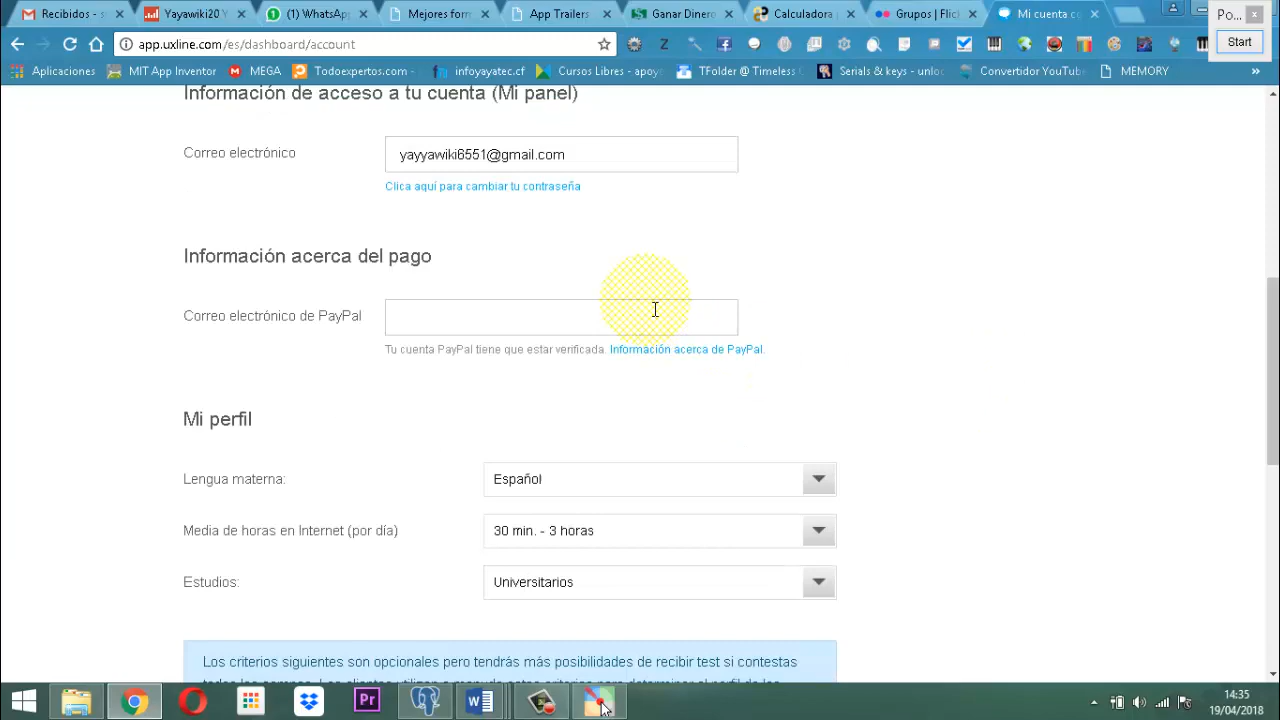 Recibidos - s
Yayawiki20 Y
(1) WhatsA
Mejores form
App Trailers
Ganar Dinero
Calculadora
Grupos | Flick
Mi cuenta co
Po...
app.uxline.com/es/dashboard/account
Start
Aplicaciones
MIT App Inventor
MEGA
Todoexpertos.com -
infoyayatec.cf
Cursos Libres - apoyo
TFolder @ Timeless
Serials & keys - unloc
Convertidor YouTub
MEMORY
»
Información de acceso a tu cuenta (Mi panel)
Correo electrónico
yayyawiki6551@gmail.com
Clica aquí para cambiar tu contraseña
Información acerca del pago
Correo electrónico de PayPal
Tu cuenta PayPal tiene que estar verificada. Información acerca de PayPal.
Mi perfil
Lengua materna:
Español
Media de horas en Internet (por día)
30 min. - 3 horas
Estudios:
Universitarios
Los criterios siguientes son opcionales pero tendrás más posibilidades de recibir test si contestas
14:35
19/04/2018